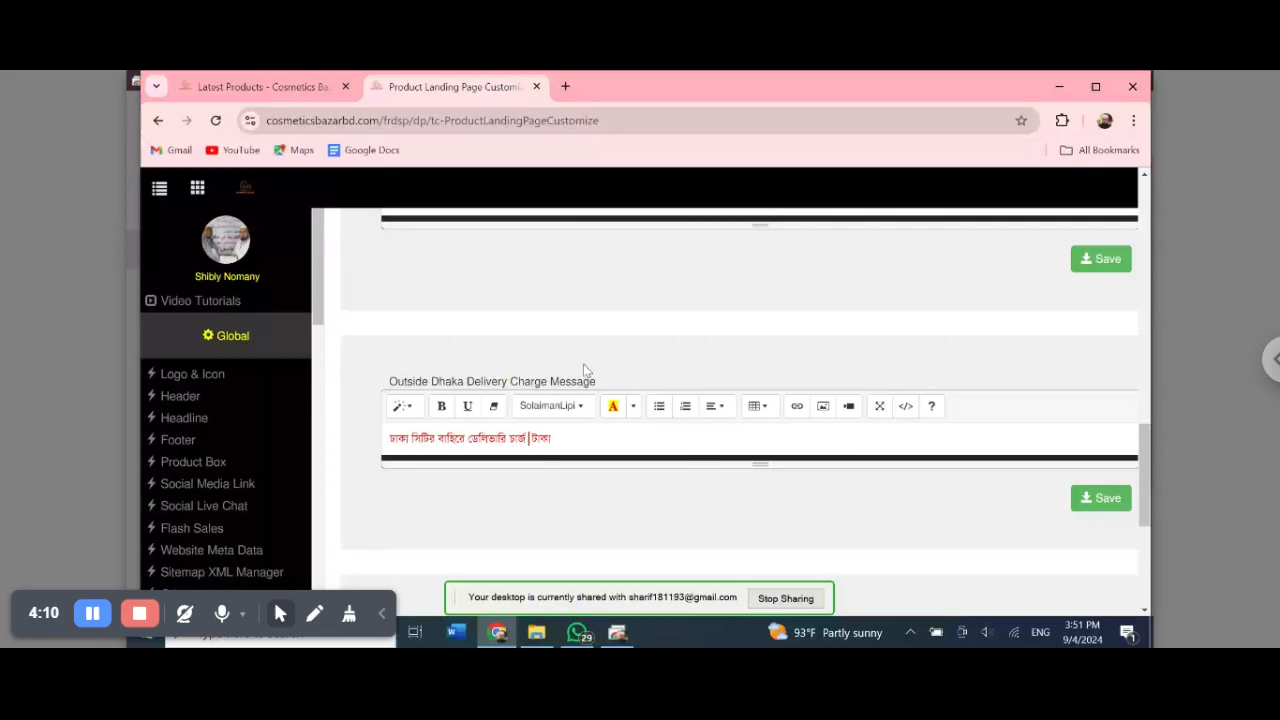 Latest Products - Cosmetics Ba
Product Landing Page Customi
cosmeticsbazarbd.com/frdsp/dp/tc-ProductLandingPageCustomize
Gmail
YouTube
Maps
Google Docs
All Bookmarks
Shibly Nomany
Video Tutorials
Global
Logo & Icon
Header
Headline
Footer
Product Box
Social Media Link
Social Live Chat
Flash Sales
Website Meta Data
Sitemap XML Manager
Save
Outside Dhaka Delivery Charge Message
B U SolaimanLipi A </> ?
ঢাকা সিটির বাহিরে ডেলিভারি চার্জ টাকা
Save
Your desktop is currently shared with sharif181193@gmail.com
Stop Sharing
4:10
29
93°F Partly sunny
ENG
3:51 PM
9/4/2024
1